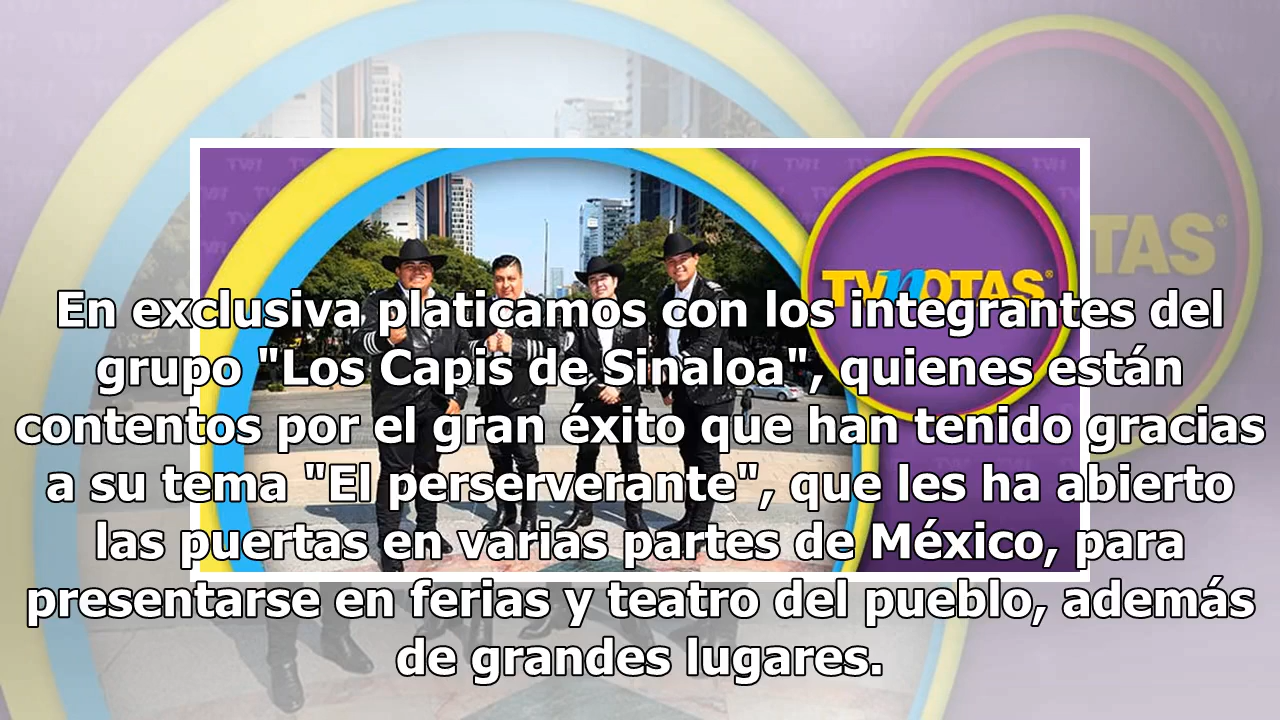 TVNOTAS®
TAS®
En exclusiva platicamos con los integrantes del
grupo "Los Capis de Sinaloa", quienes están
contentos por el gran éxito que han tenido gracias
a su tema "El perserverante", que les ha abierto
las puertas en varias partes de México, para
presentarse en ferias y teatro del pueblo, además
de grandes lugares.